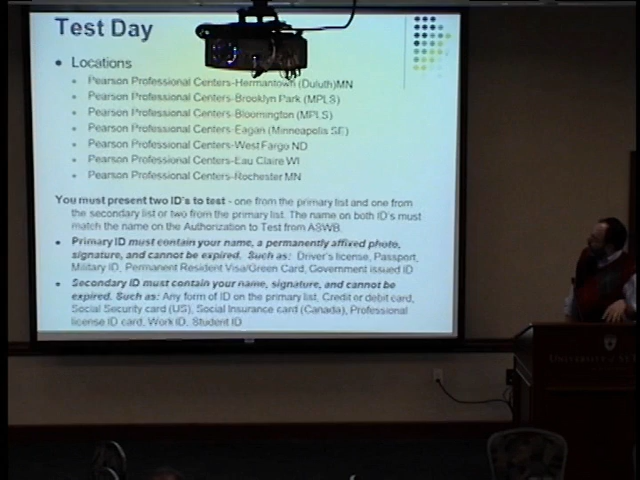 Test Day
Locations
Pearson Professional Centers-Hermantown (Duluth)MN
Pearson Professional Centers-Brooklyn Park (MPLS)
Pearson Professional Centers-Bloomington (MPLS)
Pearson Professional Centers-Eagan (Minneapolis SE)
Pearson Professional Centers-West Fargo ND
Pearson Professional Centers-Eau Claire WI
Pearson Professional Centers-Rochester MN
You must present two ID's to test - one from the primary list and one from
the secondary list or two from the primary list. The name on both ID's must
match the name on the Authorization to Test from ASWB.
Primary ID must contain your name, a permanently affixed photo,
signature, and cannot be expired. Such as: Driver's license, Passport,
Military ID, Permanent Resident Visa/Green Card, Government issued ID
Secondary ID must contain your name, signature, and cannot be
expired. Such as: Any form of ID on the primary list, Credit or debit card,
Social Security card (US), Social Insurance card (Canada), Professional
license ID card, Work ID, Student ID
UNIVERSITY OF